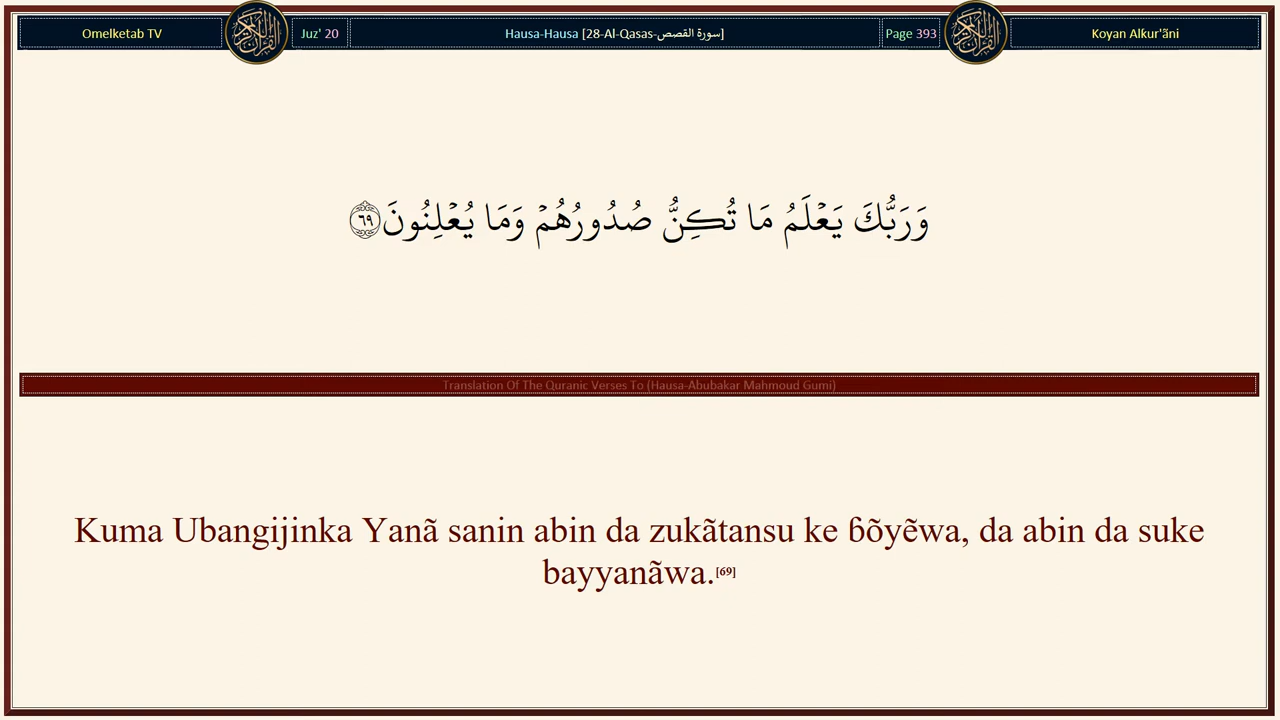 Omelketab TV
Juz' 20
Hausa-Hausa [28-Al-Qasas-سورة القصص]
Page 393
Koyan Alƙur'ãni
وَرَبُّكَ يَعۡلَمُ مَا تُكِنُّ صُدُورُهُمۡ وَمَا يُعۡلِنُونَ ٦٩
Translation Of The Quranic Verses To (Hausa-Abubakar Mahmoud Gumi)
Kuma Ubangijinka Yanã sanin abin da zukãtansu ke ɓõyẽwa, da abin da suke
bayyanãwa.[69]